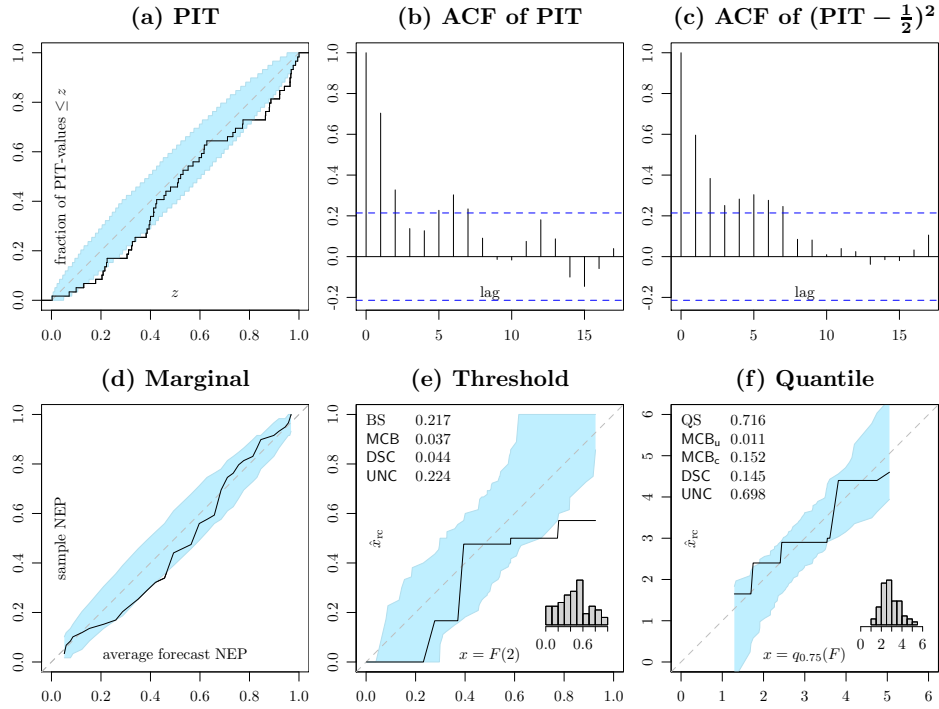 (a) PIT
(b) ACF of PIT
(c) ACF of (PIT − 1/2)²
fraction of PIT-values ≤ z
0.0 0.2 0.4 0.6 0.8 1.0
z
0.0 0.2 0.4 0.6 0.8 1.0
-0.2 0.0 0.2 0.4 0.6 0.8 1.0
lag
0 5 10 15
-0.2 0.0 0.2 0.4 0.6 0.8 1.0
lag
0 5 10 15
(d) Marginal
(e) Threshold
(f) Quantile
sample NEP
0.0 0.2 0.4 0.6 0.8 1.0
average forecast NEP
0.0 0.2 0.4 0.6 0.8 1.0
BS 0.217
MCB 0.037
DSC 0.044
UNC 0.224
x̂rc
0.0 0.2 0.4 0.6 0.8 1.0
0.0 0.6
x = F(2)
0.0 0.2 0.4 0.6 0.8 1.0
QS 0.716
MCBu 0.011
MCBc 0.152
DSC 0.145
UNC 0.698
x̂rc
0 1 2 3 4 5 6
0 2 4 6
x = q0.75(F)
0 1 2 3 4 5 6